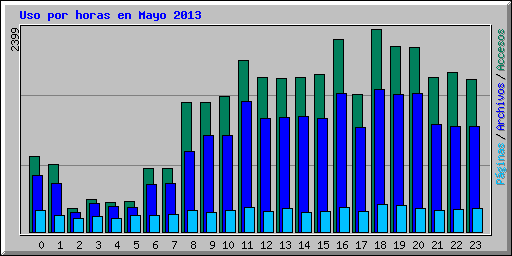 Uso por horas en Mayo 2013
2399
Páginas / Archivos / Accesos
0 1 2 3 4 5 6 7 8 9 10 11 12 13 14 15 16 17 18 19 20 21 22 23